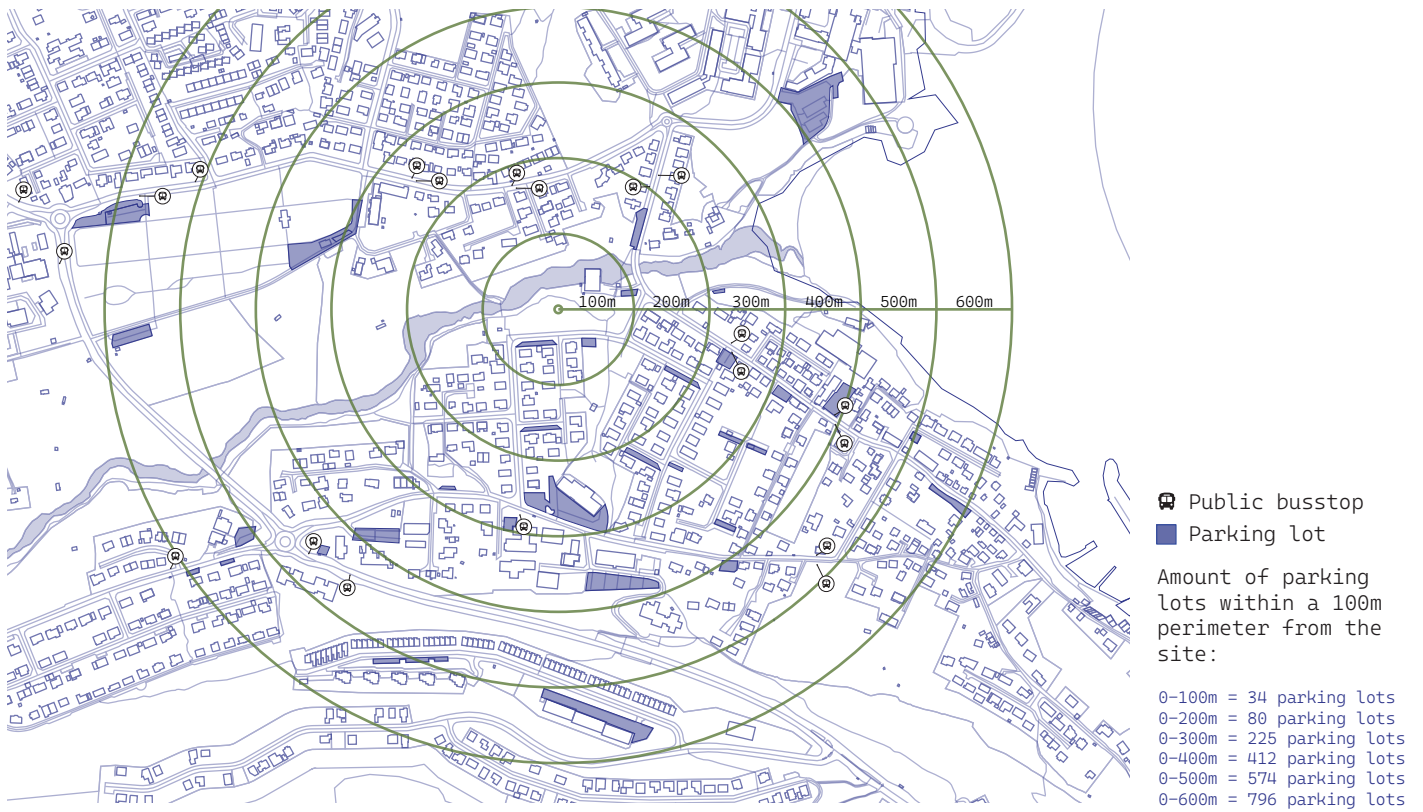 100m 200m 300m 400m 500m 600m
Public busstop
Parking lot
Amount of parking
lots within a 100m
perimeter from the
site:
0-100m = 34 parking lots
0-200m = 80 parking lots
0-300m = 225 parking lots
0-400m = 412 parking lots
0-500m = 574 parking lots
0-600m = 796 parking lots